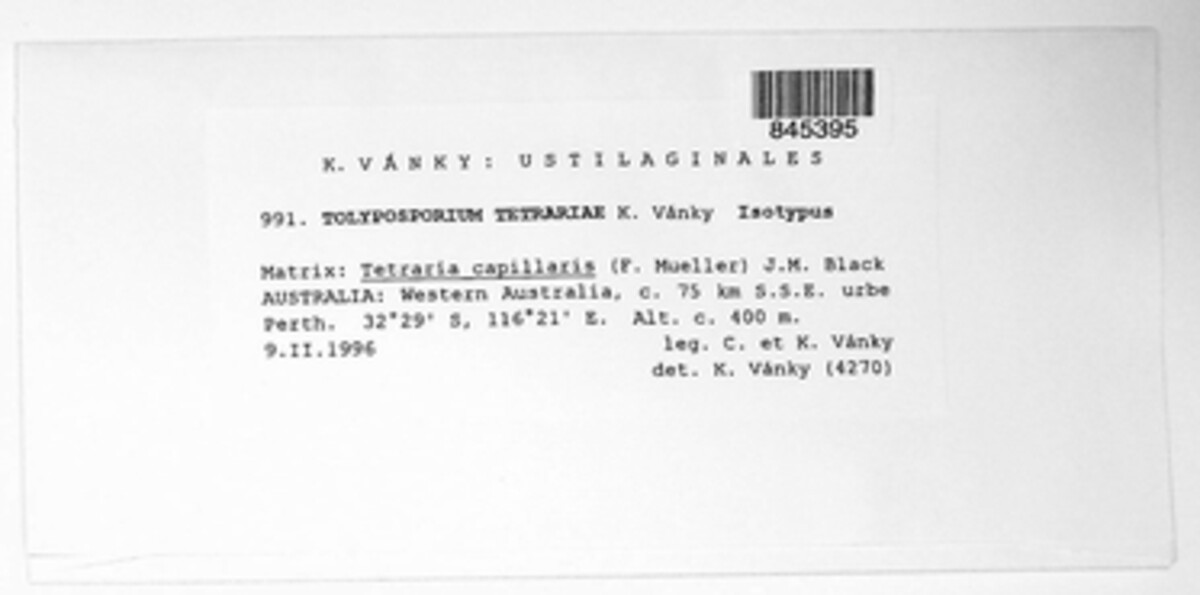 845395
K. VÁNKY: USTILAGINALES
991. TOLYPOSPORIUM TETRARIAE K. Vánky Isotypus
Matrix: Tetraria capillaris (F. Mueller) J.M. Black
AUSTRALIA: Western Australia, c. 75 km S.S.E. urbe
Perth. 32°29' S, 116°21' E. Alt. c. 400 m.
9.II.1996 leg. C. et K. Vánky
det. K. Vánky (4270)